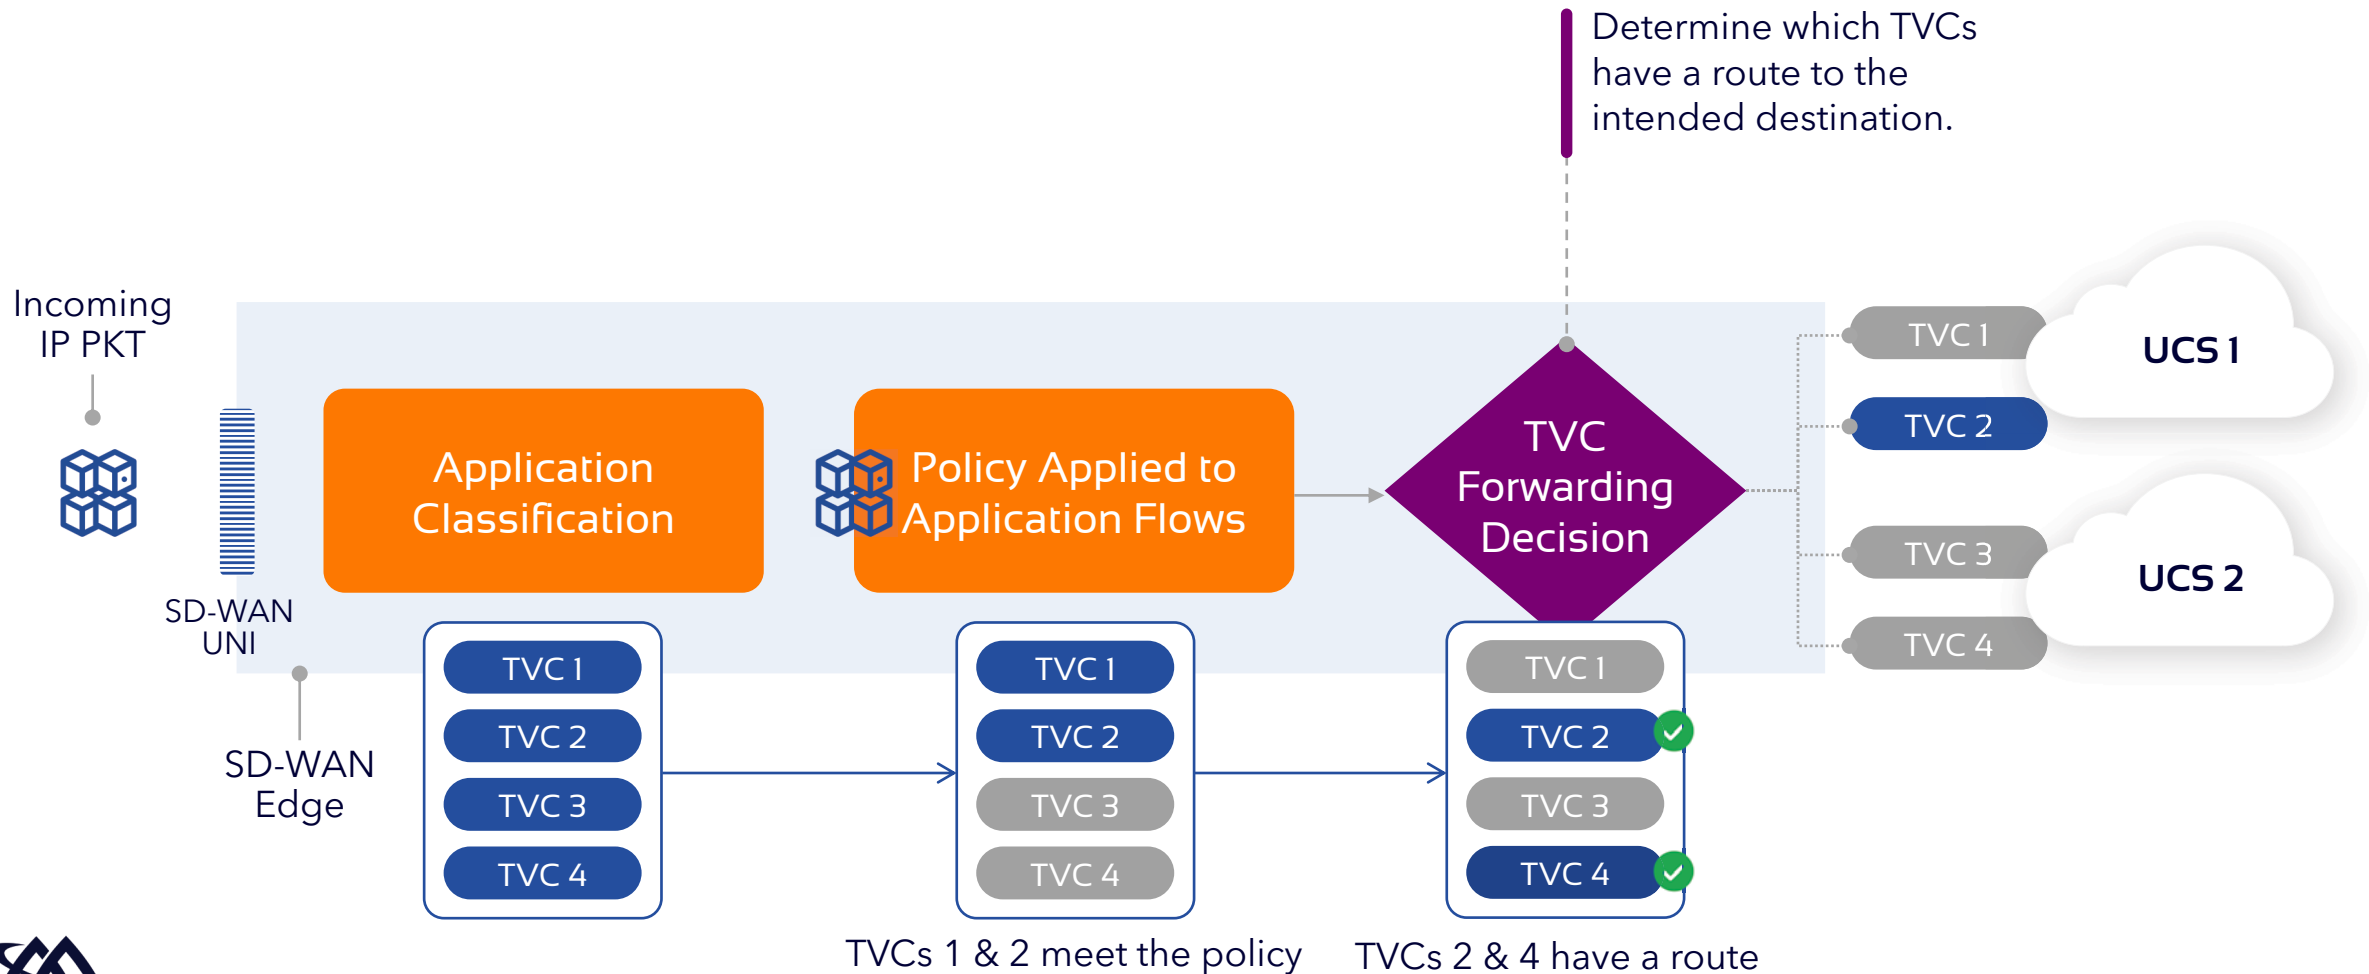 Determine which TVCs
have a route to the
intended destination.
Incoming
IP PKT
SD-WAN
UNI
SD-WAN
Edge
Application
Classification
Policy Applied to
Application Flows
TVC
Forwarding
Decision
TVC 1
TVC 2
TVC 3
TVC 4
UCS 1
UCS 2
TVC 1
TVC 2
TVC 3
TVC 4
TVC 1
TVC 2
TVC 3
TVC 4
TVCs 1 & 2 meet the policy
TVC 1
TVC 2
TVC 3
TVC 4
TVCs 2 & 4 have a route